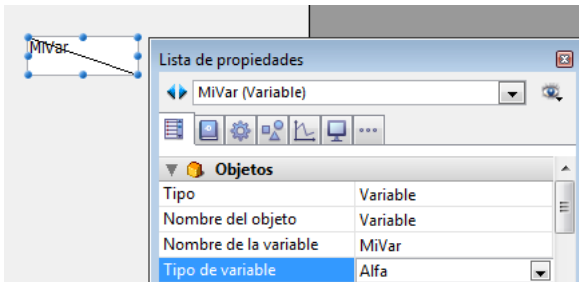 MiVar
Lista de propiedades
MiVar (Variable)
Objetos
Tipo Variable
Nombre del objeto Variable
Nombre de la variable MiVar
Tipo de variable Alfa